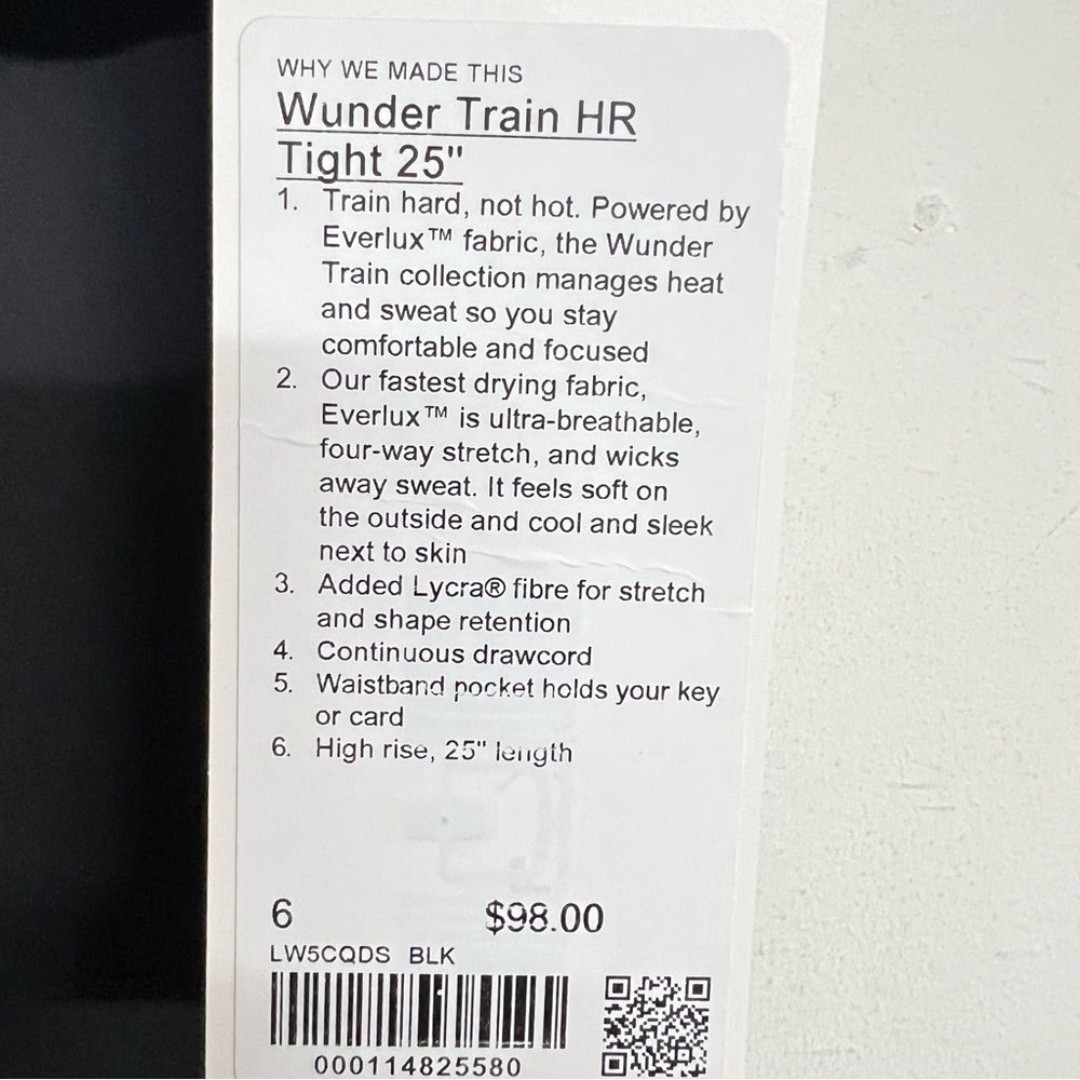 WHY WE MADE THIS
Wunder Train HR
Tight 25"
1. Train hard, not hot. Powered by
Everlux™ fabric, the Wunder
Train collection manages heat
and sweat so you stay
comfortable and focused
2. Our fastest drying fabric,
Everlux™ is ultra-breathable,
four-way stretch, and wicks
away sweat. It feels soft on
the outside and cool and sleek
next to skin
3. Added Lycra® fibre for stretch
and shape retention
4. Continuous drawcord
5. Waistband pocket holds your key
or card
6. High rise, 25" length
6 $98.00
LW5CQDS BLK
000114825580